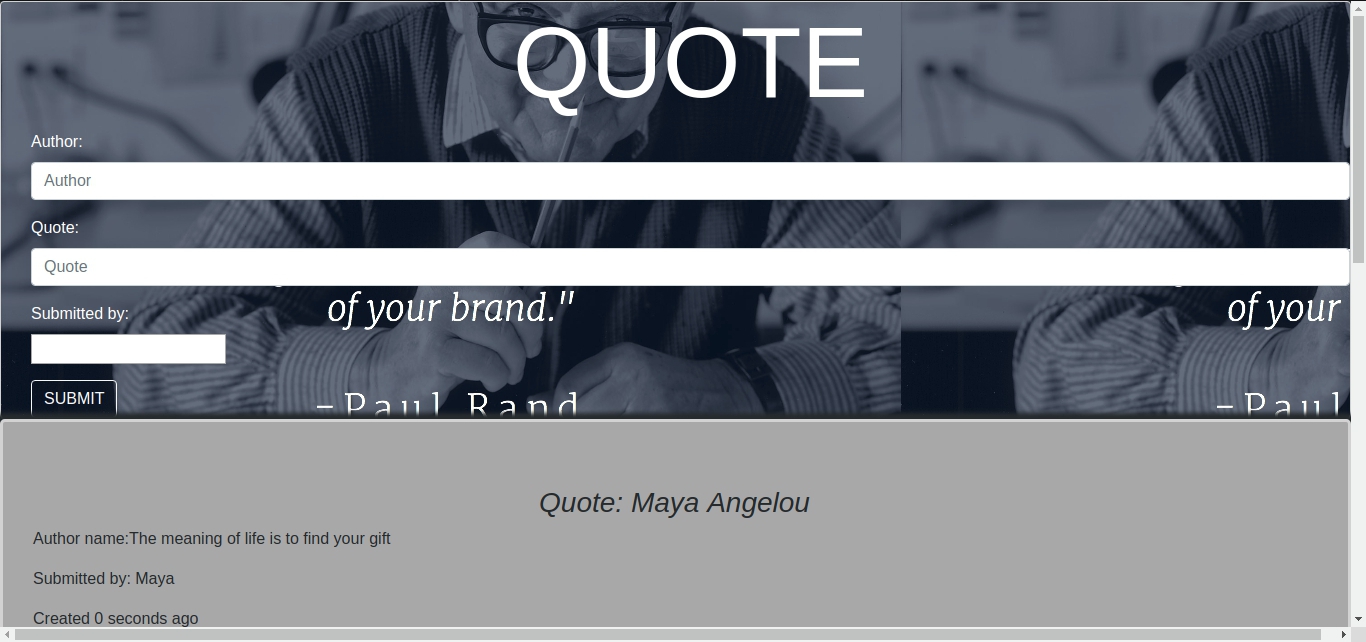 QUOTE
Author:
Author
Quote:
Quote
of your brand." of your
Submitted by:
SUBMIT
– Paul Rand – Paul
Quote: Maya Angelou
Author name:The meaning of life is to find your gift
Submitted by: Maya
Created 0 seconds ago